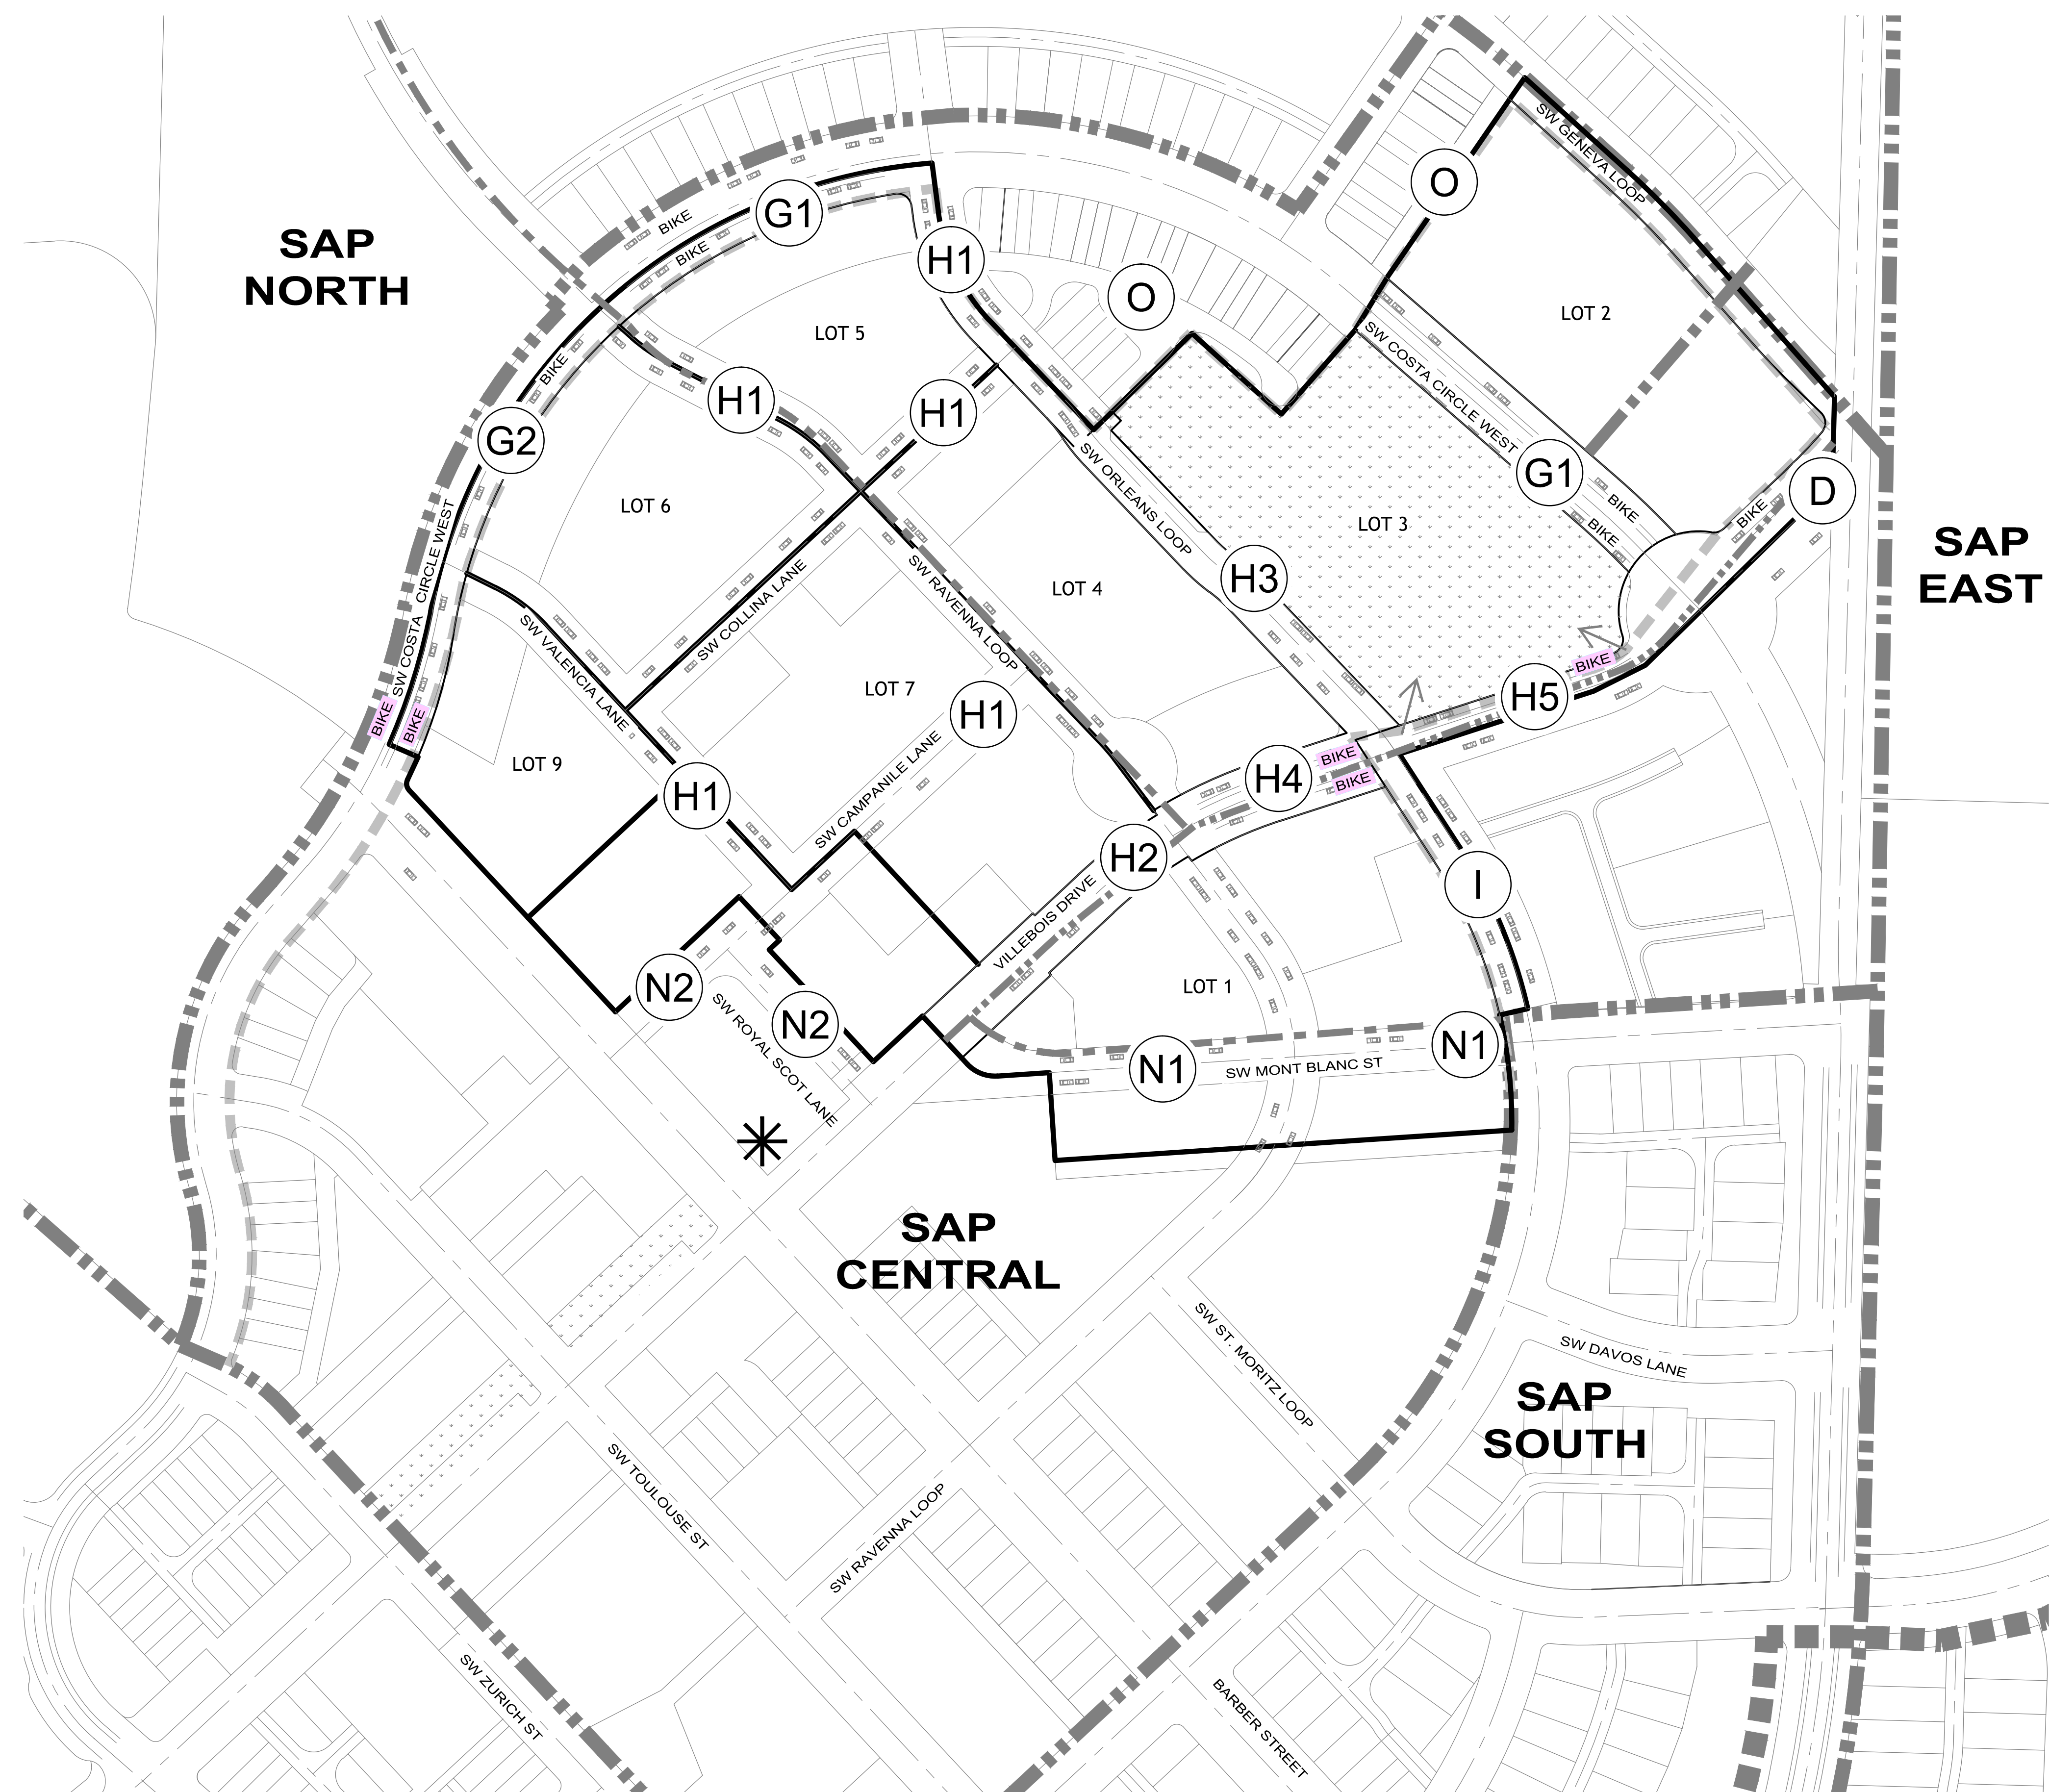 SW GENEVA LOOP
O
G1
BIKE
BIKE
SAP
NORTH
H1
O
LOT 2
LOT 5
SW COSTA CIRCLE WEST
BIKE
H1
H1
G2
SW ORLEANS LOOP
G1
D
BIKE
BIKE
BIKE
LOT 6
LOT 3
SAP
EAST
SW COSTA CIRCLE WEST
SW COLLINA LANE
SW RAVENNA LOOP
LOT 4
H3
SW VALENCIA LANE
LOT 7
H1
BIKE
H5
BIKE
BIKE
LOT 9
H1
SW CAMPANILE LANE
H4
BIKE
BIKE
H2
I
VILLEBOIS DRIVE
N2
N2
LOT 1
SW ROYAL SCOT LANE
N1
SW MONT BLANC ST
N1
SAP
CENTRAL
SW ST. MORITZ LOOP
SW DAVOS LANE
SAP
SOUTH
SW TOULOUSE ST
SW RAVENNA LOOP
SW ZURICH ST
BARBER STREET